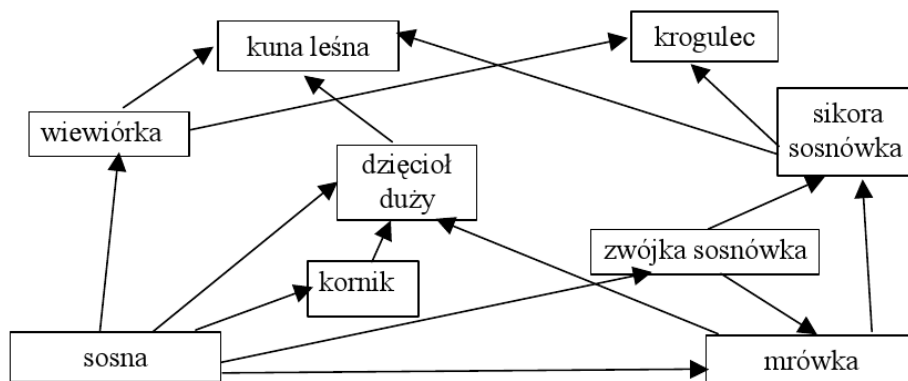 kuna leśna
krogulec
wiewiórka
sikora
sosnówka
dzięcioł
duży
zwójka sosnówka
kornik
sosna
mrówka